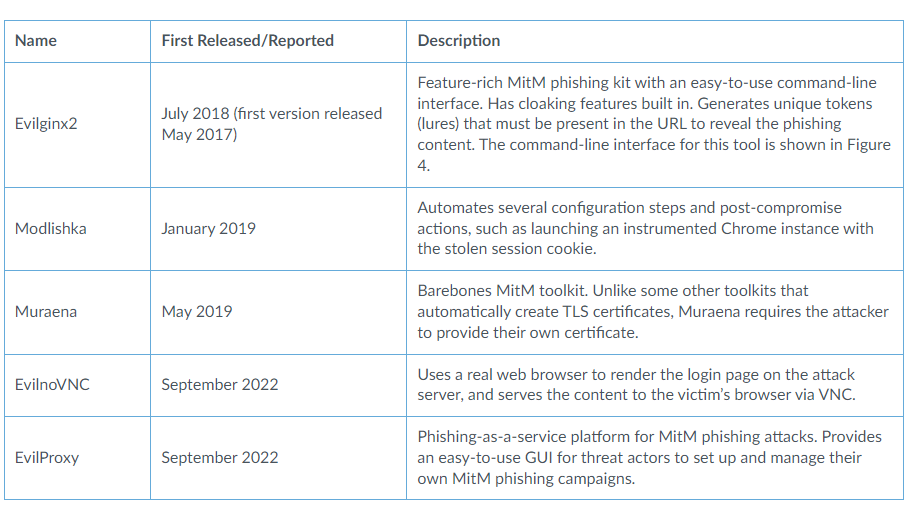 Name First Released/Reported Description
Evilginx2
July 2018 (first version released
May 2017)
Feature-rich MitM phishing kit with an easy-to-use command-line
interface. Has cloaking features built in. Generates unique tokens
(lures) that must be present in the URL to reveal the phishing
content. The command-line interface for this tool is shown in Figure
4.
Modlishka
January 2019
Automates several configuration steps and post-compromise
actions, such as launching an instrumented Chrome instance with
the stolen session cookie.
Muraena
May 2019
Barebones MitM toolkit. Unlike some other toolkits that
automatically create TLS certificates, Muraena requires the attacker
to provide their own certificate.
EvilnoVNC
September 2022
Uses a real web browser to render the login page on the attack
server, and serves the content to the victim’s browser via VNC.
EvilProxy
September 2022
Phishing-as-a-service platform for MitM phishing attacks. Provides
an easy-to-use GUI for threat actors to set up and manage their
own MitM phishing campaigns.